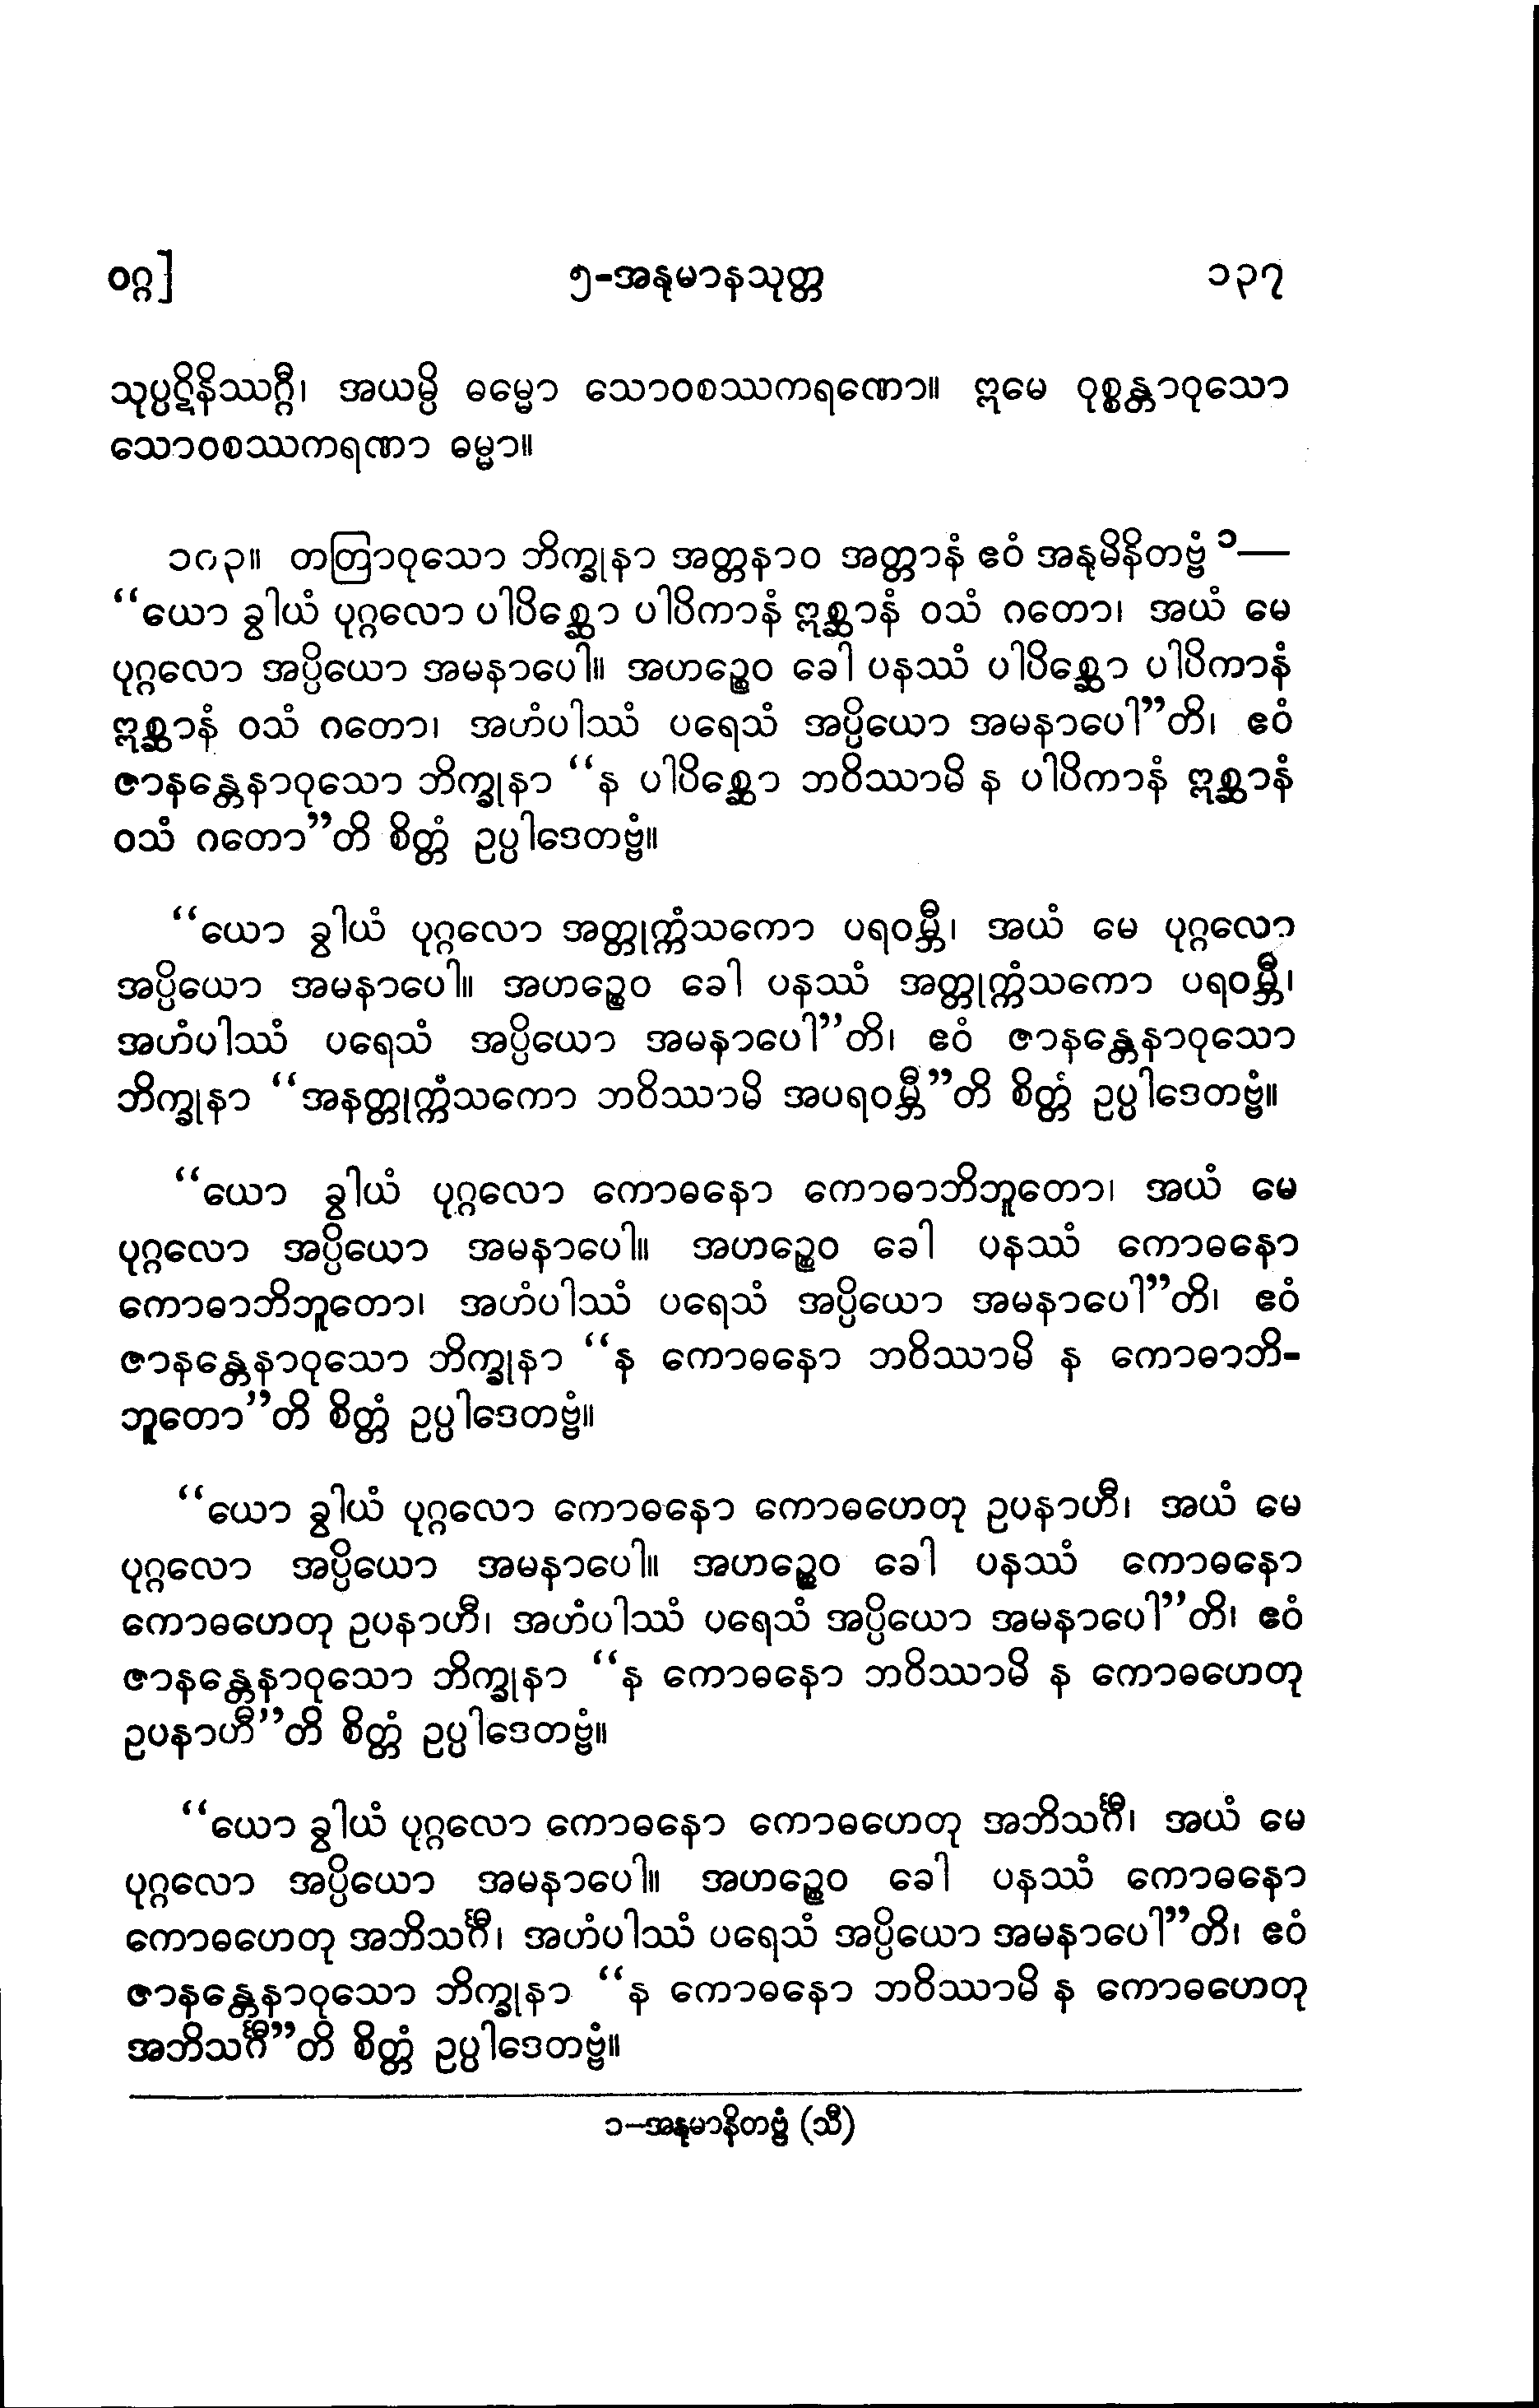 ဝဂ္ဂ]
၅-အနုမာနသုတ္တ
၁၃၇
သုပ္ပဋိနိဿဂ္ဂီ၊ အယမ္ပိ ဓမ္မော သောဝစဿကရဏော။ ဣမေ ဝုစ္စန္တာဝုသော
သောဝစဿကရဏာ ဓမ္မာ။
၁၈၃။ တတြာဝုသော ဘိက္ခုနာ အတ္တနာဝ အတ္တာနံ ဧဝံ အနုမိနိတဗ္ဗံ ၁—
“ယော ခွါယံ ပုဂ္ဂလော ပါပိစ္ဆော ပါပိကာနံ ဣစ္ဆာနံ ဝသံ ဂတော၊ အယံ မေ
ပုဂ္ဂလော အပ္ပိယော အမနာပေါ။ အဟဉ္စေဝ ခေါ ပနဿံ ပါပိစ္ဆော ပါပိကာနံ
ဣစ္ဆာနံ ဝသံ ဂတော၊ အဟံပါဿံ ပရေသံ အပ္ပိယော အမနာပေါ”တိ၊ ဧဝံ
ဇာနန္တေနာဝုသော ဘိက္ခုနာ “န ပါပိစ္ဆော ဘဝိဿာမိ န ပါပိကာနံ ဣစ္ဆာနံ
ဝသံ ဂတော”တိ စိတ္တံ ဥပ္ပါဒေတဗ္ဗံ။
“ယော ခွါယံ ပုဂ္ဂလော အတ္တုက္ကံသကော ပရဝမ္ဘီ၊ အယံ မေ ပုဂ္ဂလော
အပ္ပိယော အမနာပေါ။ အဟဉ္စေဝ ခေါ ပနဿံ အတ္တုက္ကံသကော ပရဝမ္ဘီ၊
အဟံပါဿံ ပရေသံ အပ္ပိယော အမနာပေါ”တိ၊ ဧဝံ ဇာနန္တေနာဝုသော
ဘိက္ခုနာ “အနတ္တုက္ကံသကော ဘဝိဿာမိ အပရဝမ္ဘီ”တိ စိတ္တံ ဥပ္ပါဒေတဗ္ဗံ။
“ယော ခွါယံ ပုဂ္ဂလော ကောဓနော ကောဓာဘိဘူတော၊ အယံ မေ
ပုဂ္ဂလော အပ္ပိယော အမနာပေါ။ အဟဉ္စေဝ ခေါ ပနဿံ ကောဓနော
ကောဓာဘိဘူတော၊ အဟံပါဿံ ပရေသံ အပ္ပိယော အမနာပေါ”တိ၊ ဧဝံ
ဇာနန္တေနာဝုသော ဘိက္ခုနာ “န ကောဓနော ဘဝိဿာမိ န ကောဓာဘိ-
ဘူတော”တိ စိတ္တံ ဥပ္ပါဒေတဗ္ဗံ။
“ယော ခွါယံ ပုဂ္ဂလော ကောဓနော ကောဓဟေတု ဥပနာဟီ၊ အယံ မေ
ပုဂ္ဂလော အပ္ပိယော အမနာပေါ။ အဟဉ္စေဝ ခေါ ပနဿံ ကောဓနော
ကောဓဟေတု ဥပနာဟီ၊ အဟံပါဿံ ပရေသံ အပ္ပိယော အမနာပေါ”တိ၊ ဧဝံ
ဇာနန္တေနာဝုသော ဘိက္ခုနာ “န ကောဓနော ဘဝိဿာမိ န ကောဓဟေတု
ဥပနာဟီ”တိ စိတ္တံ ဥပ္ပါဒေတဗ္ဗံ။
“ယော ခွါယံ ပုဂ္ဂလော ကောဓနော ကောဓဟေတု အဘိသင်္ဂီ၊ အယံ မေ
ပုဂ္ဂလော အပ္ပိယော အမနာပေါ။ အဟဉ္စေဝ ခေါ ပနဿံ ကောဓနော
ကောဓဟေတု အဘိသင်္ဂီ၊ အဟံပါဿံ ပရေသံ အပ္ပိယော အမနာပေါ”တိ၊ ဧဝံ
ဇာနန္တေနာဝုသော ဘိက္ခုနာ “န ကောဓနော ဘဝိဿာမိ န ကောဓဟေတု
အဘိသင်္ဂီ”တိ စိတ္တံ ဥပ္ပါဒေတဗ္ဗံ။
၁–အနုမာနိတဗ္ဗံ (သီ)